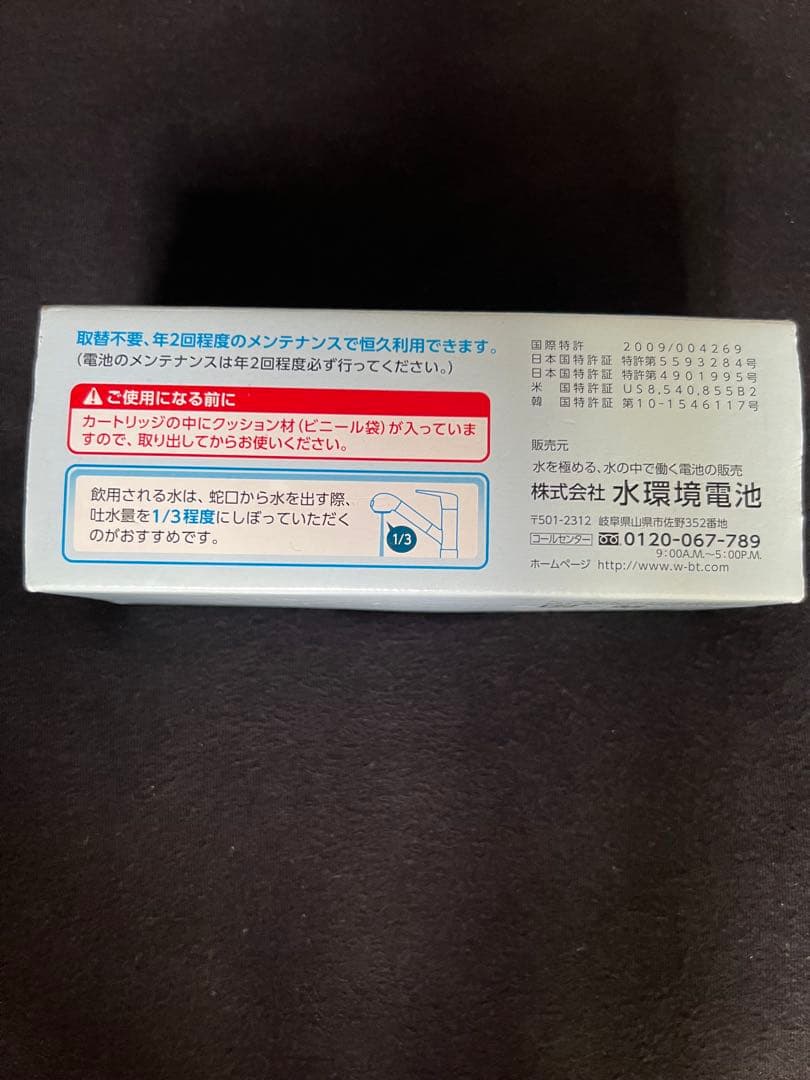 取替不要、年2回程度のメンテナンスで恒久利用できます。
(電池のメンテナンスは年2回程度必ず行ってください。)
ご使用になる前に
カートリッジの中にクッション材(ビニール袋)が入っていま
すので、取り出してからお使いください。
飲用される水は、蛇口から水を出す際、
吐水量を1/3程度にしぼっていただく
のがおすすめです。
1/3
国際特許 2009/004269
日本国特許証 特許第5593284号
日本国特許証 特許第4901995号
米 国特許証 US8,540,855B2
韓 国特許証 第10-1546117号
販売元
水を極める、水の中で働く電池の販売
株式会社 水環境電池
〒501-2312 岐阜県山県市佐野352番地
コールセンター 0120-067-789
9:00A.M.～5:00P.M.
ホームページ http://www.w-bt.com